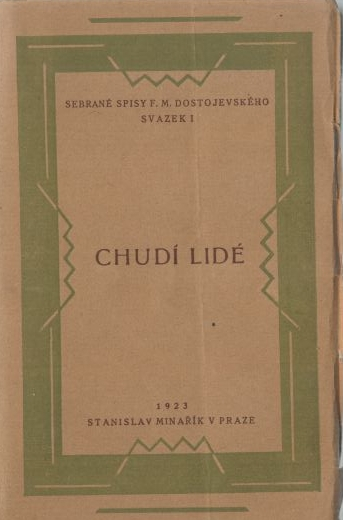 SEBRANÉ SPISY F. M. DOSTOJEVSKÉHO
SVAZEK I
CHUDÍ LIDÉ
1923
STANISLAV MINAŘÍK V PRAZE